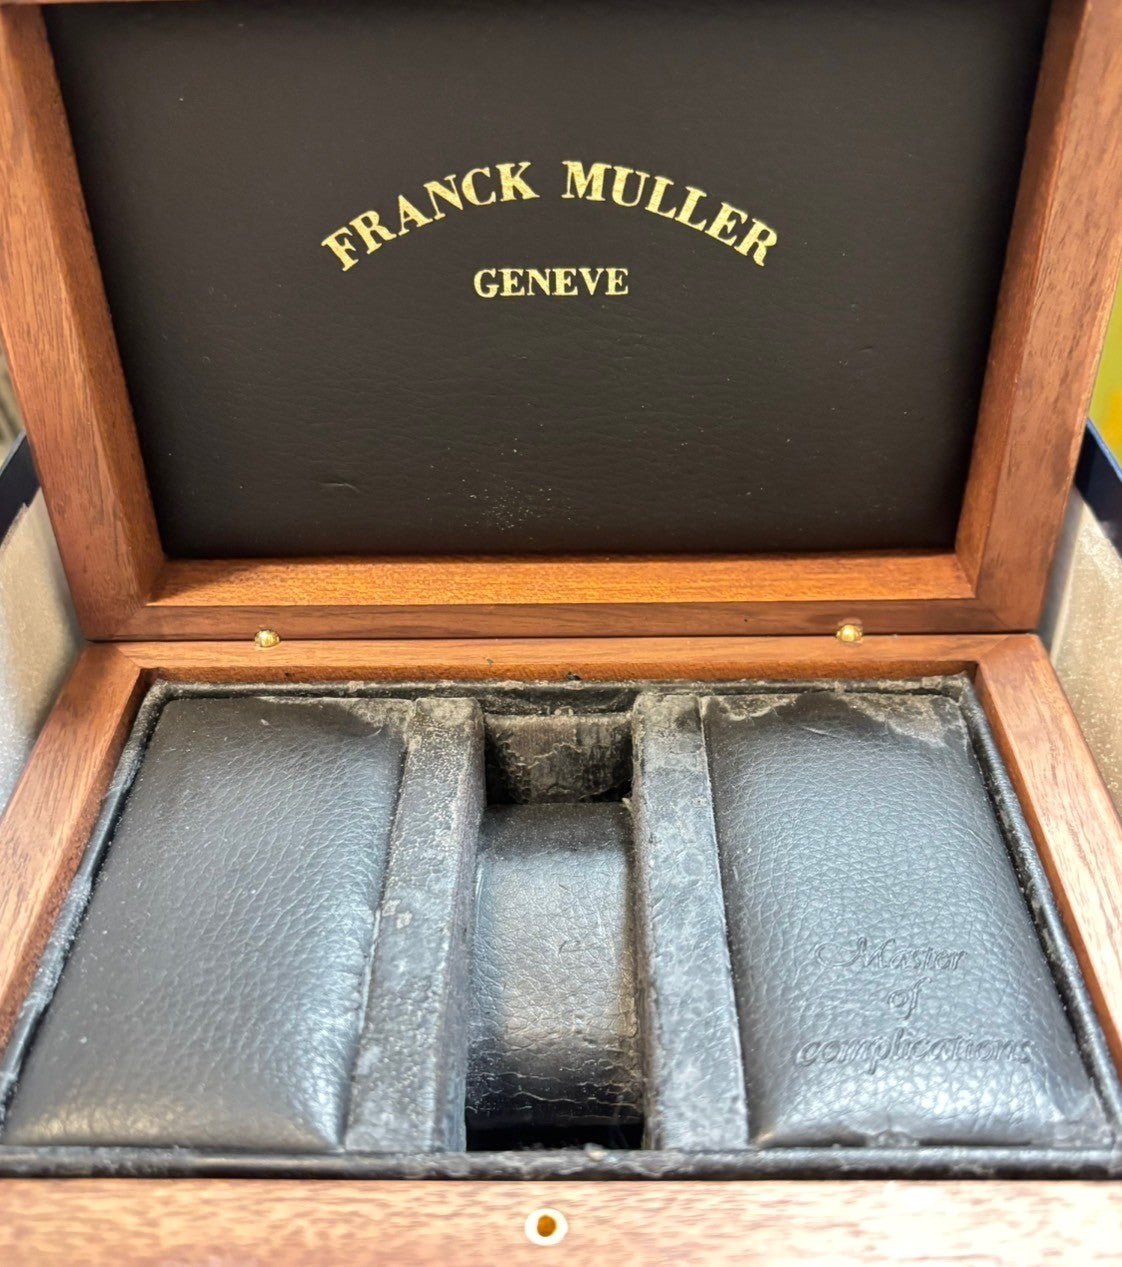 FRANCK MULLER
GENEVE
Master
of
complications